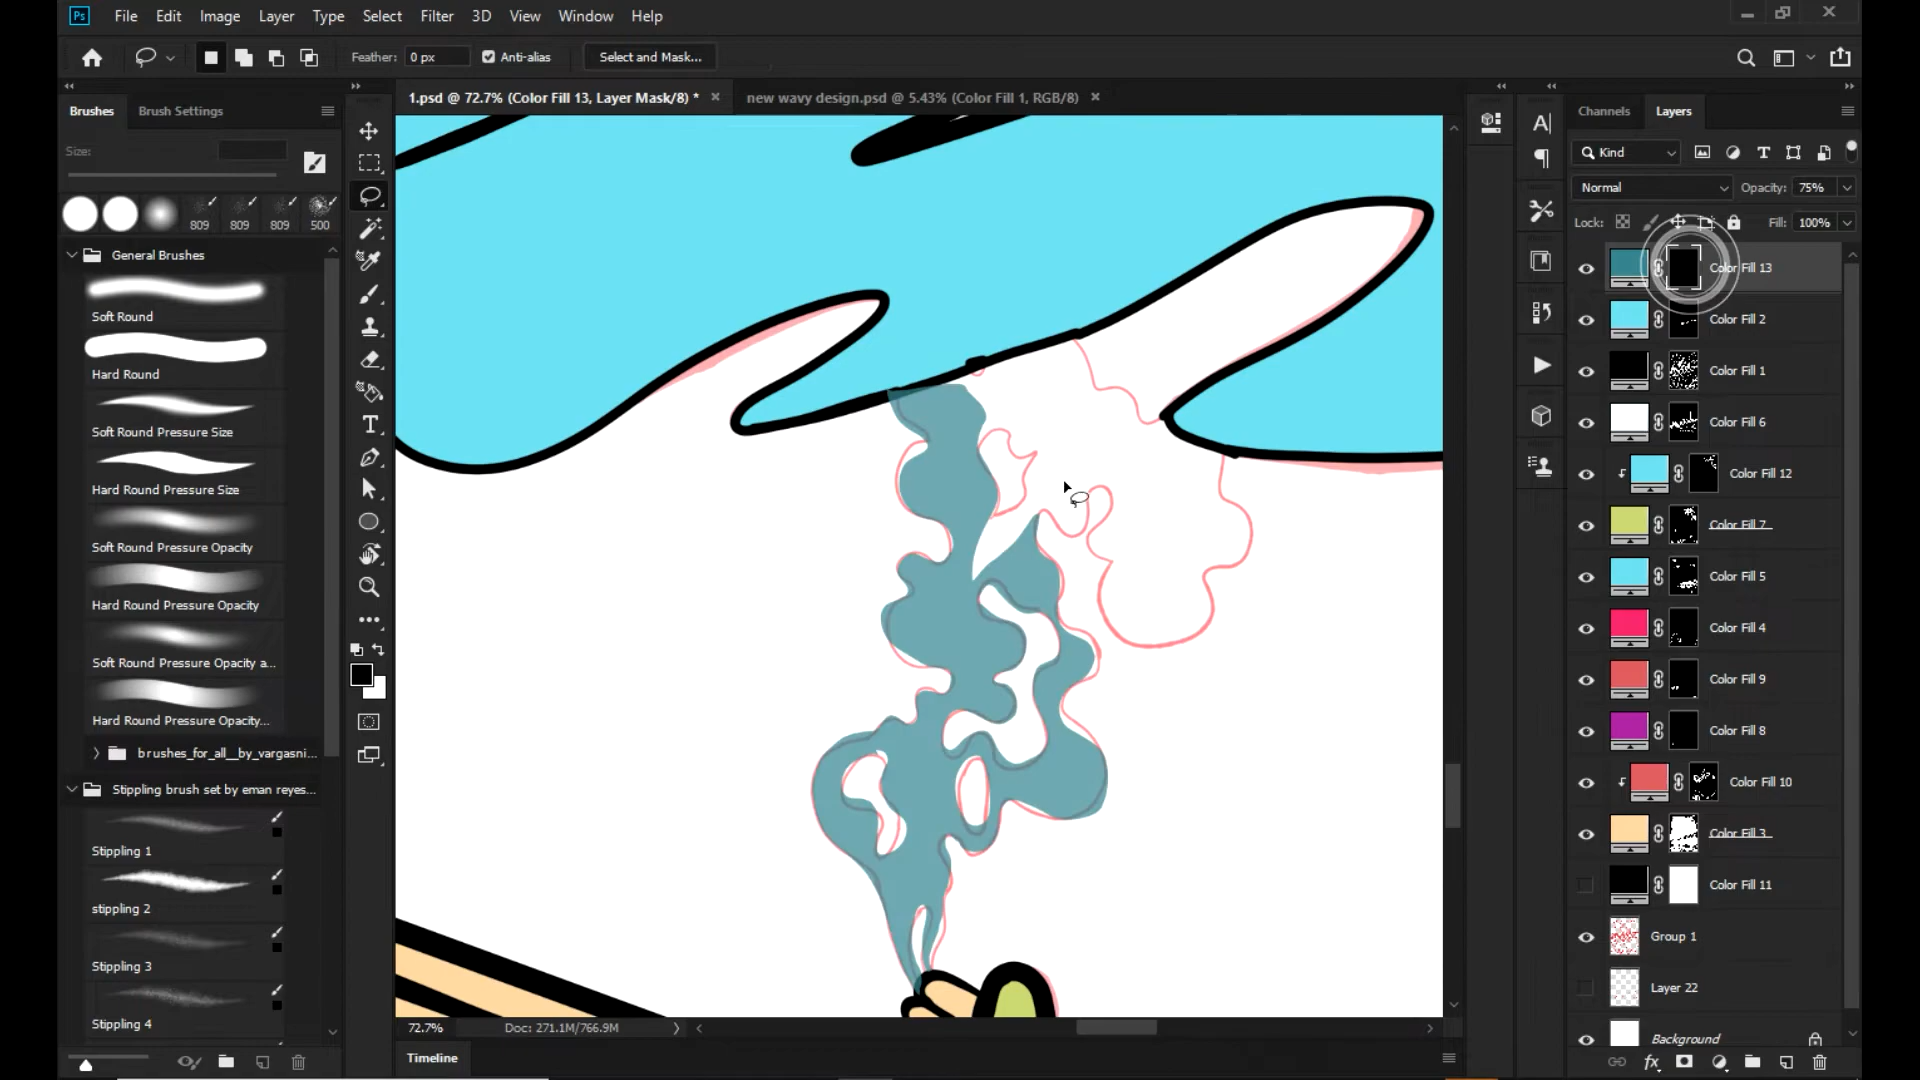 Ps File Edit Image Layer Type Select Filter 3D View Window Help
Feather: 0 px Anti-alias Select and Mask...
Brushes Brush Settings
1.psd @ 72.7% (Color Fill 13, Layer Mask/8) *
new wavy design.psd @ 5.43% (Color Fill 1, RGB/8)
Channels Layers
Size:
Kind
Normal Opacity: 75%
Lock: Fill: 100%
809 809 809 500
General Brushes
Soft Round
Hard Round
Soft Round Pressure Size
Hard Round Pressure Size
Soft Round Pressure Opacity
Hard Round Pressure Opacity
Soft Round Pressure Opacity a...
Hard Round Pressure Opacity...
brushes_for_all__by_vargasni...
Stippling brush set by eman reyes...
Stippling 1
stippling 2
Stippling 3
Stippling 4
Color Fill 13
Color Fill 2
Color Fill 1
Color Fill 6
Color Fill 12
Color Fill 7
Color Fill 5
Color Fill 4
Color Fill 9
Color Fill 8
Color Fill 10
Color Fill 3
Color Fill 11
Group 1
Layer 22
Background
72.7% Doc: 271.1M/766.9M
Timeline